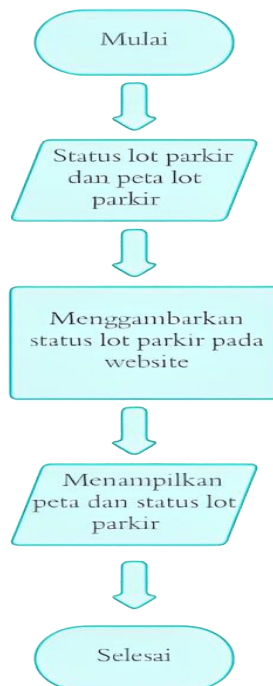 Mulai
Status lot parkir
dan peta lot
parkir
Menggambarkan
status lot parkir pada
website
Menampilkan
peta dan status lot
parkir
Selesai